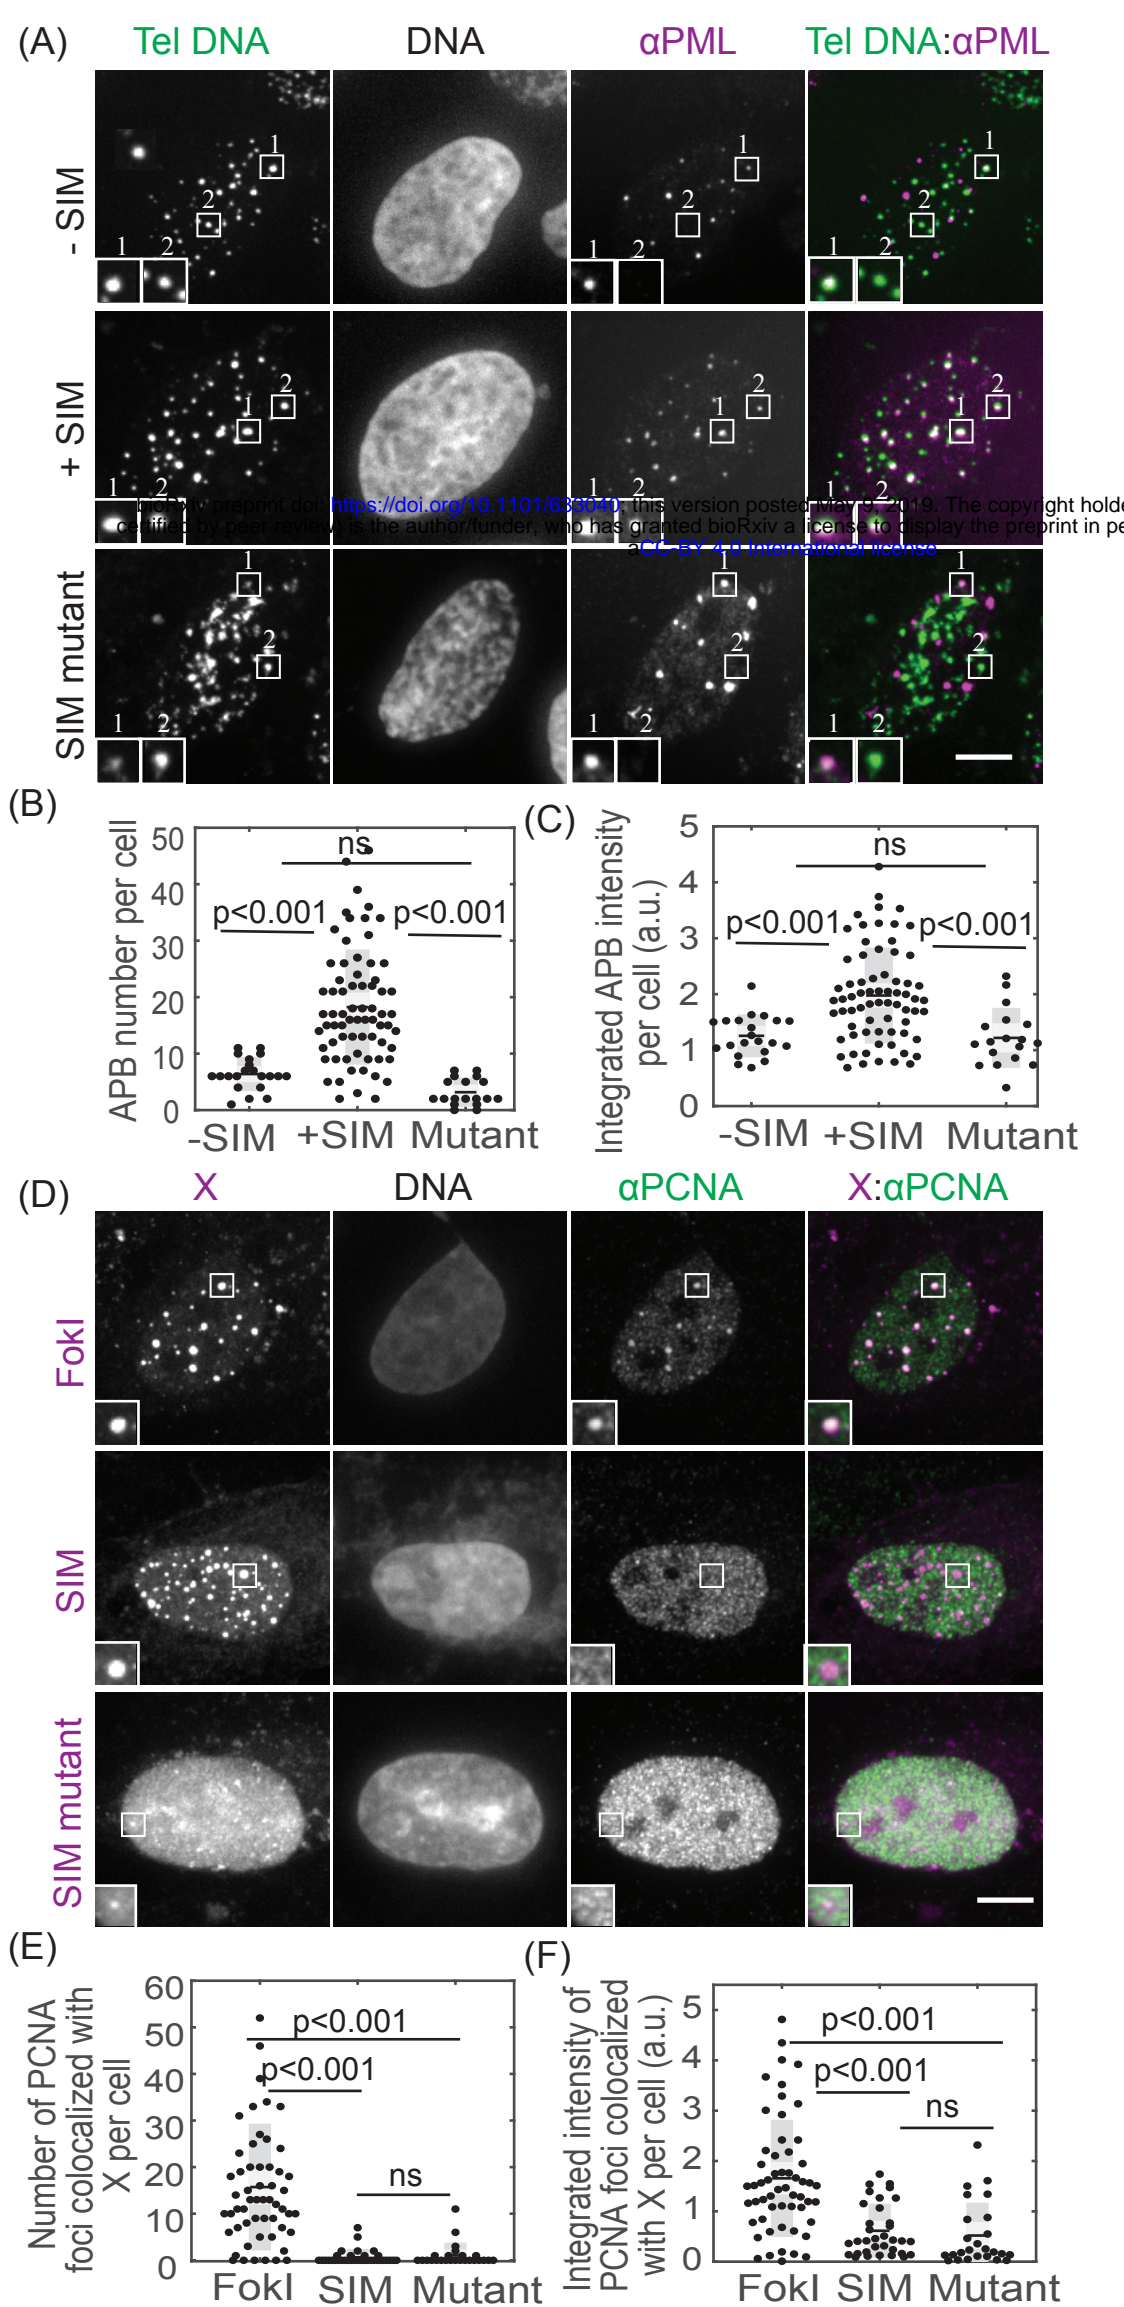 (A) Tel DNA DNA αPML Tel DNA:αPML
- SIM
1
2
1 2
1
2
1 2
1
2
1 2
+ SIM
1
2
1 2
1
2
1 2
1
2
1 2
bioRxiv preprint doi: https://doi.org/10.1101/633040; this version posted May 9, 2019. The copyright holde
certified by peer review) is the author/funder, who has granted bioRxiv a license to display the preprint in pe
aCC-BY 4.0 International license.
SIM mutant
1
2
1 2
1
2
1 2
1
2
1 2
(B)
APB number per cell
50
40
30
20
10
0
ns
p<0.001 p<0.001
-SIM +SIM Mutant
(C)
Integrated APB intensity
per cell (a.u.)
5
4
3
2
1
0
ns
p<0.001 p<0.001
-SIM +SIM Mutant
(D) X DNA αPCNA X:αPCNA
FokI
SIM
SIM mutant
(E)
Number of PCNA
foci colocalized with
X per cell
60
50
40
30
20
10
0
p<0.001
p<0.001
ns
FokI SIM Mutant
(F)
Integrated intensity of
PCNA foci colocalized
with X per cell (a.u.)
5
4
3
2
1
0
p<0.001
p<0.001
ns
FokI SIM Mutant